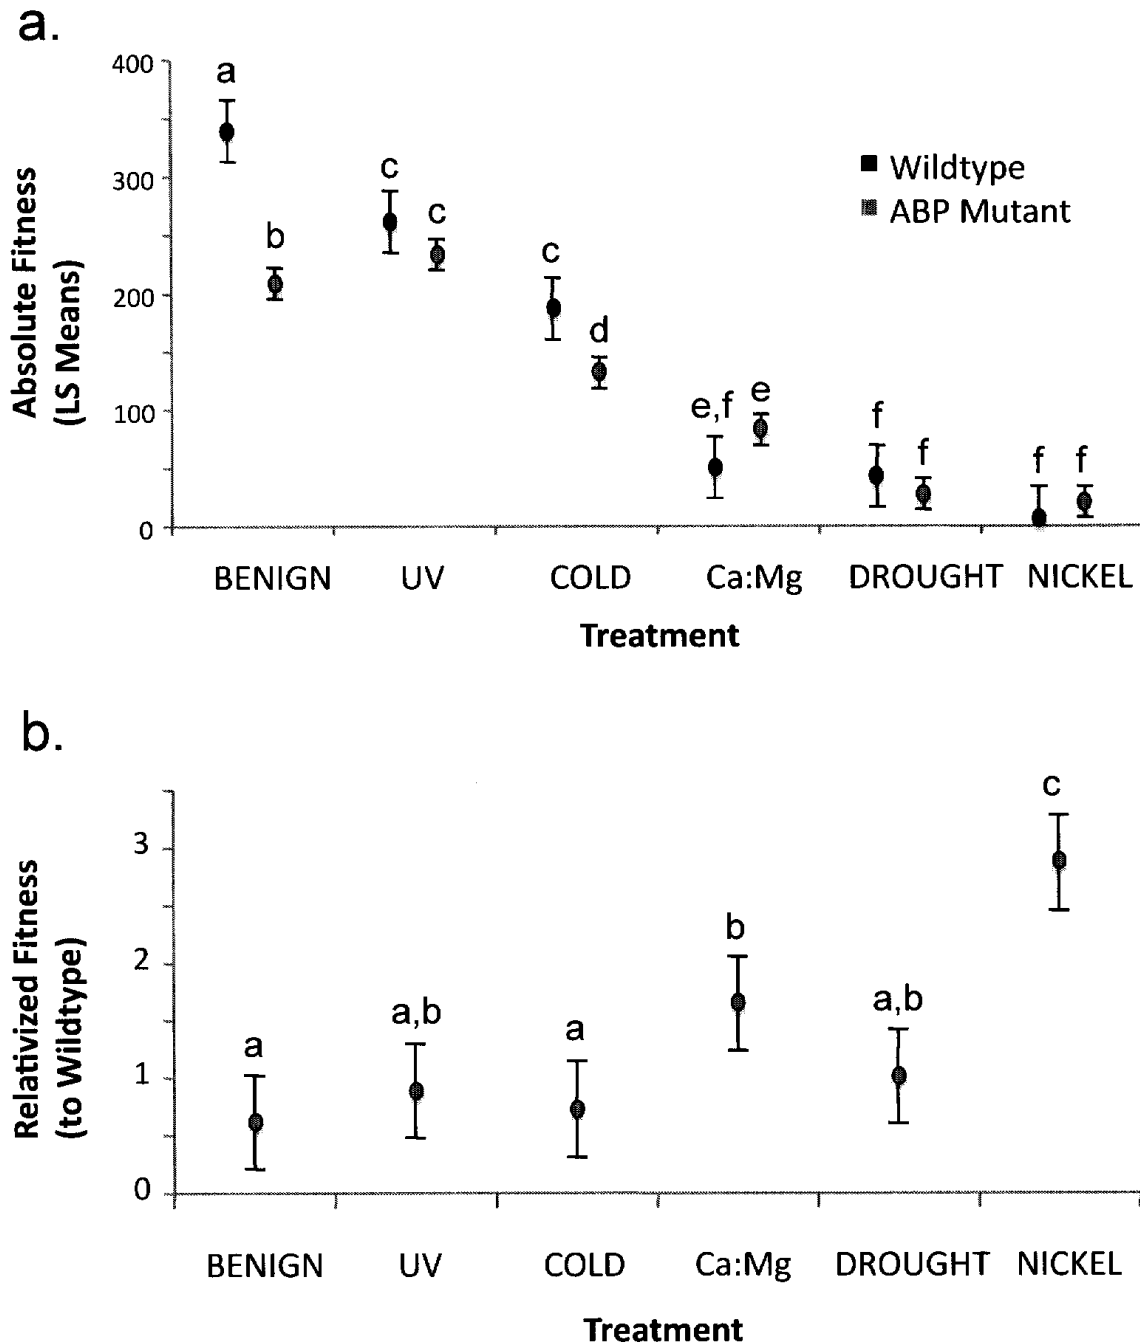 a.
400
300
200
100
0
Absolute Fitness
(LS Means)
a
b
c
c
c
d
e,f
e
f
f
f
f
Wildtype
ABP Mutant
BENIGN UV COLD Ca:Mg DROUGHT NICKEL
Treatment
b.
3
2
1
0
Relativized Fitness
(to Wildtype)
a
a,b
a
b
a,b
c
BENIGN UV COLD Ca:Mg DROUGHT NICKEL
Treatment